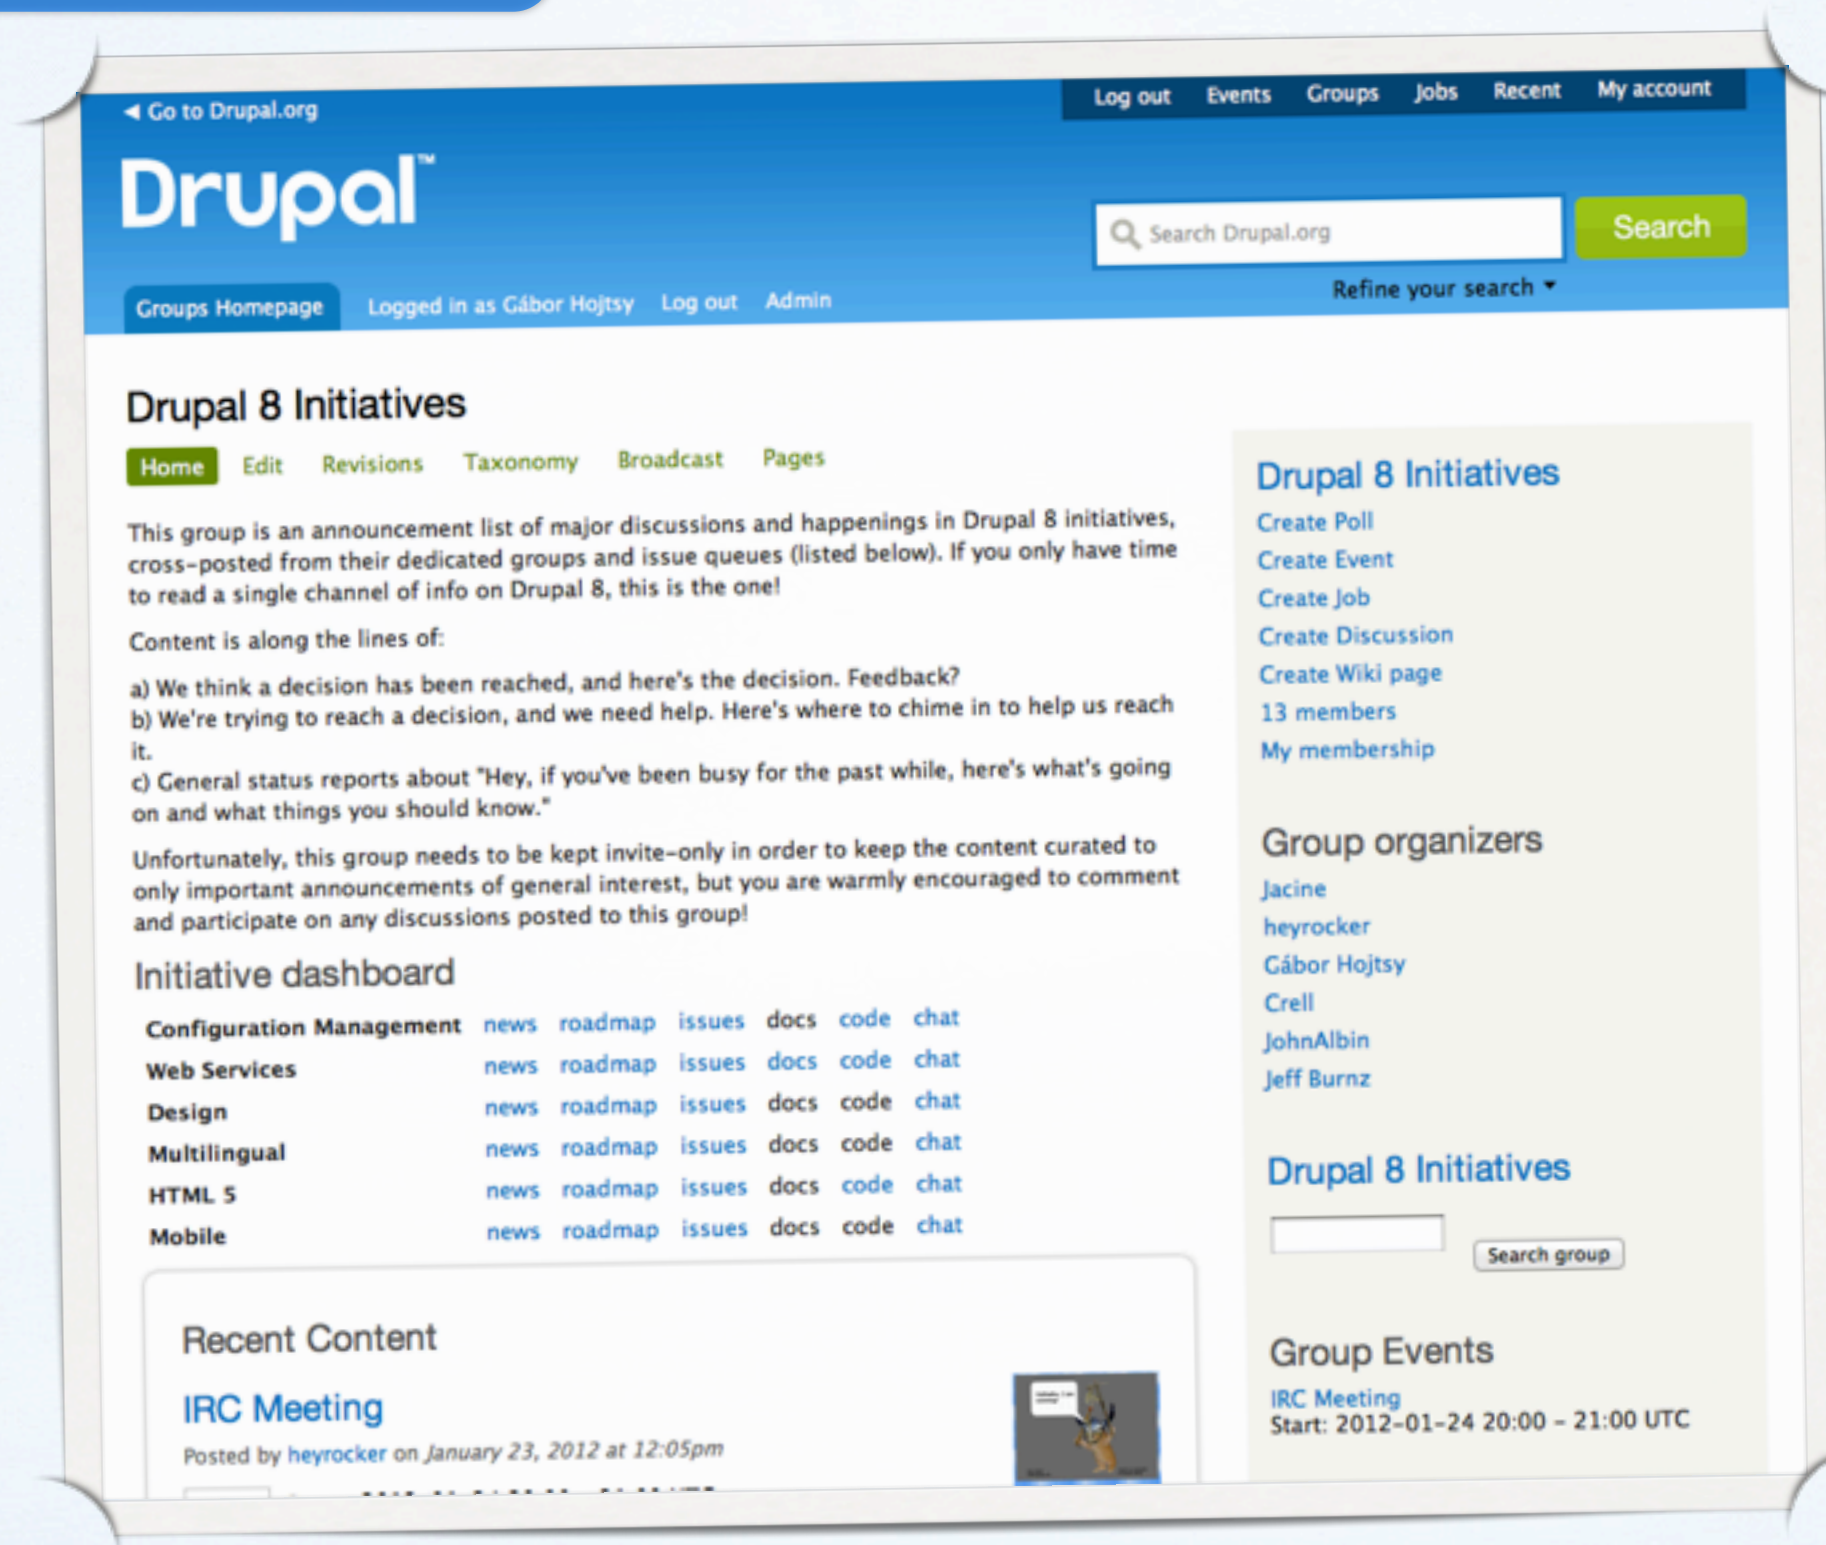 ◀ Go to Drupal.org
Log out Events Groups Jobs Recent My account
Drupal™
Search Drupal.org
Search
Refine your search ▼
Groups Homepage Logged in as Gábor Hojtsy Log out Admin
Drupal 8 Initiatives
Home Edit Revisions Taxonomy Broadcast Pages
This group is an announcement list of major discussions and happenings in Drupal 8 initiatives,
cross-posted from their dedicated groups and issue queues (listed below). If you only have time
to read a single channel of info on Drupal 8, this is the one!
Content is along the lines of:
a) We think a decision has been reached, and here's the decision. Feedback?
b) We're trying to reach a decision, and we need help. Here's where to chime in to help us reach
it.
c) General status reports about "Hey, if you've been busy for the past while, here's what's going
on and what things you should know."
Unfortunately, this group needs to be kept invite-only in order to keep the content curated to
only important announcements of general interest, but you are warmly encouraged to comment
and participate on any discussions posted to this group!
Initiative dashboard
Configuration Management news roadmap issues docs code chat
Web Services news roadmap issues docs code chat
Design news roadmap issues docs code chat
Multilingual news roadmap issues docs code chat
HTML 5 news roadmap issues docs code chat
Mobile news roadmap issues docs code chat
Recent Content
IRC Meeting
Posted by heyrocker on January 23, 2012 at 12:05pm
Drupal 8 Initiatives
Create Poll
Create Event
Create Job
Create Discussion
Create Wiki page
13 members
My membership
Group organizers
Jacine
heyrocker
Gábor Hojtsy
Crell
JohnAlbin
Jeff Burnz
Drupal 8 Initiatives
Search group
Group Events
IRC Meeting
Start: 2012-01-24 20:00 - 21:00 UTC